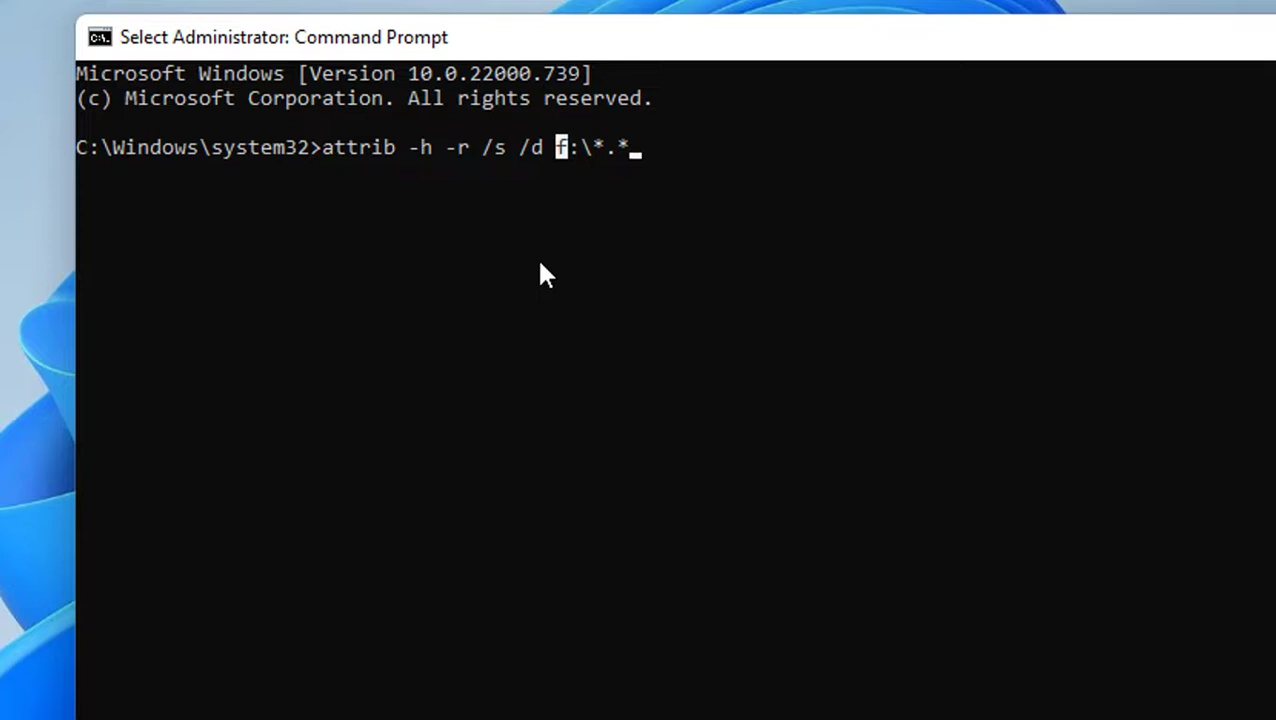 Select Administrator: Command Prompt
Microsoft Windows [Version 10.0.22000.739]
(c) Microsoft Corporation. All rights reserved.
C:\Windows\system32>attrib -h -r /s /d f:\*.*